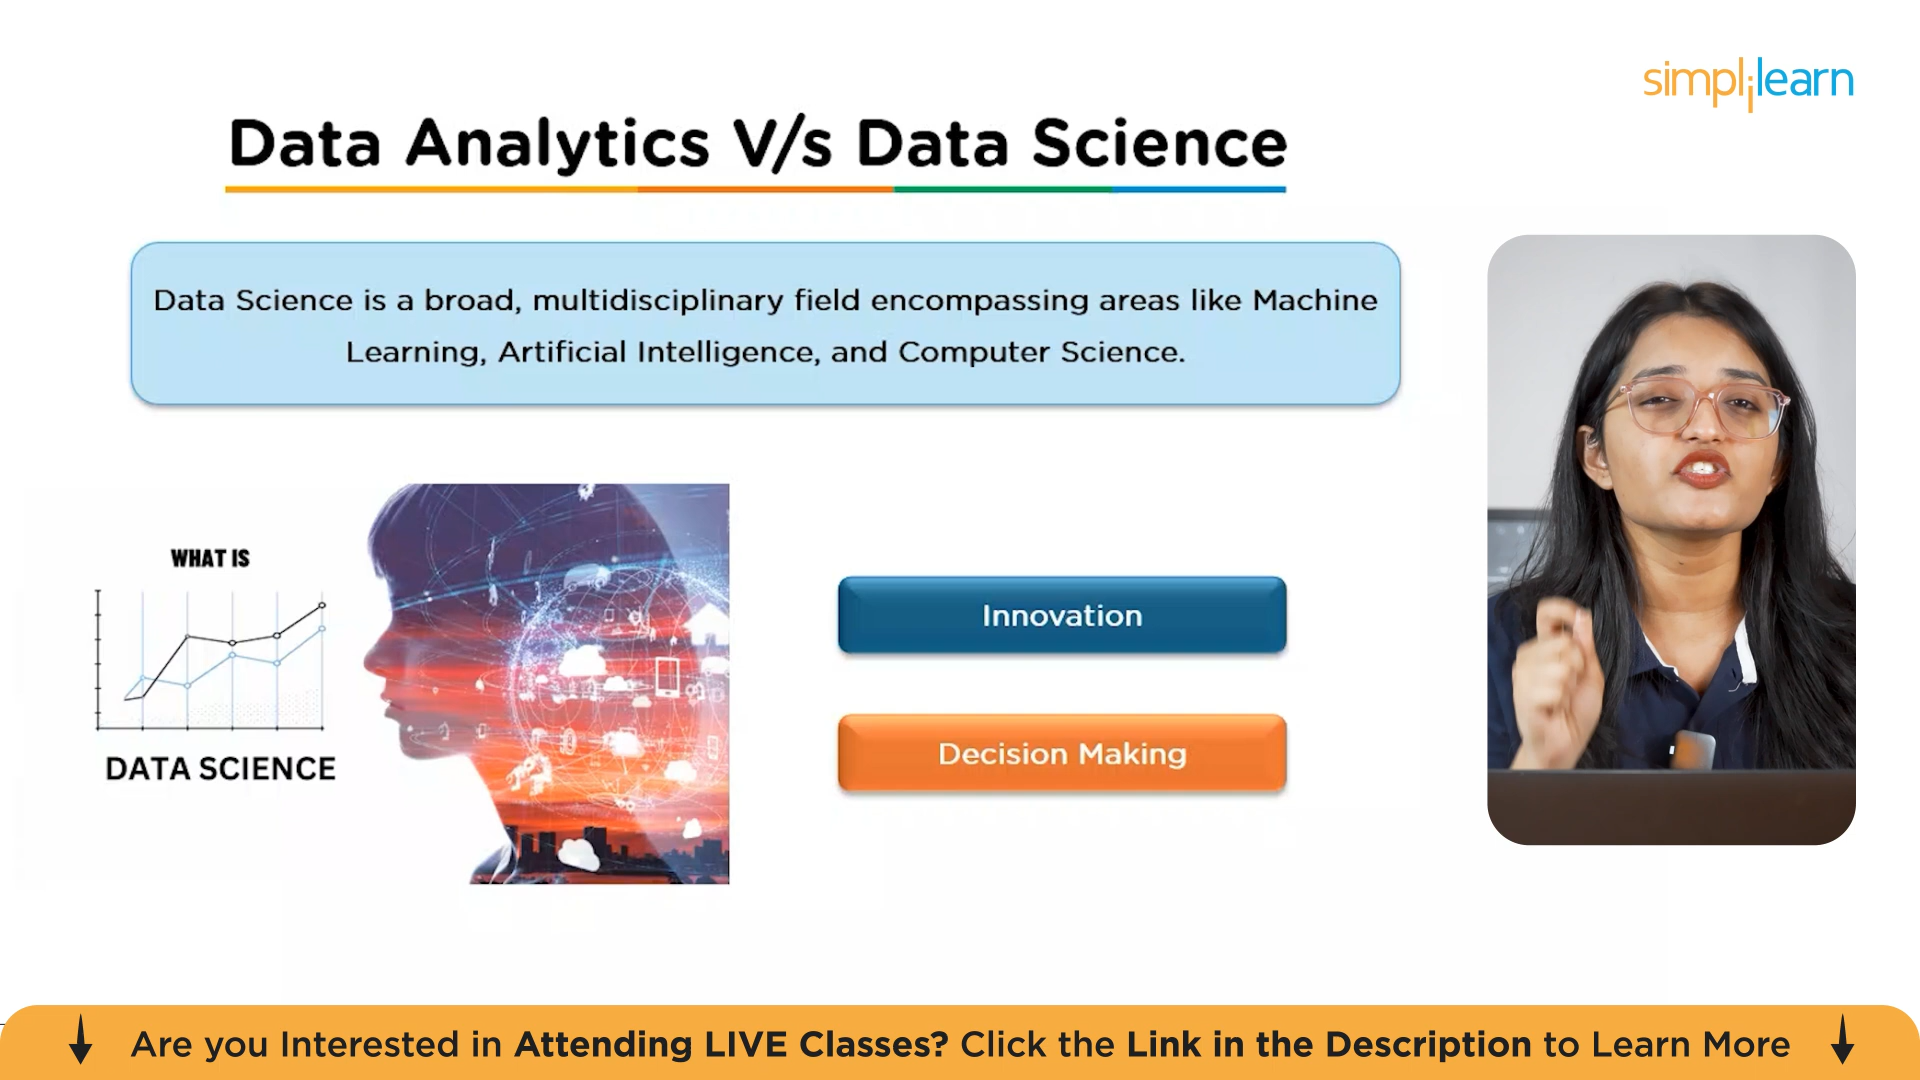 simplilearn
Data Analytics V/s Data Science
Data Science is a broad, multidisciplinary field encompassing areas like Machine
Learning, Artificial Intelligence, and Computer Science.
WHAT IS
DATA SCIENCE
Innovation
Decision Making
Are you Interested in Attending LIVE Classes? Click the Link in the Description to Learn More